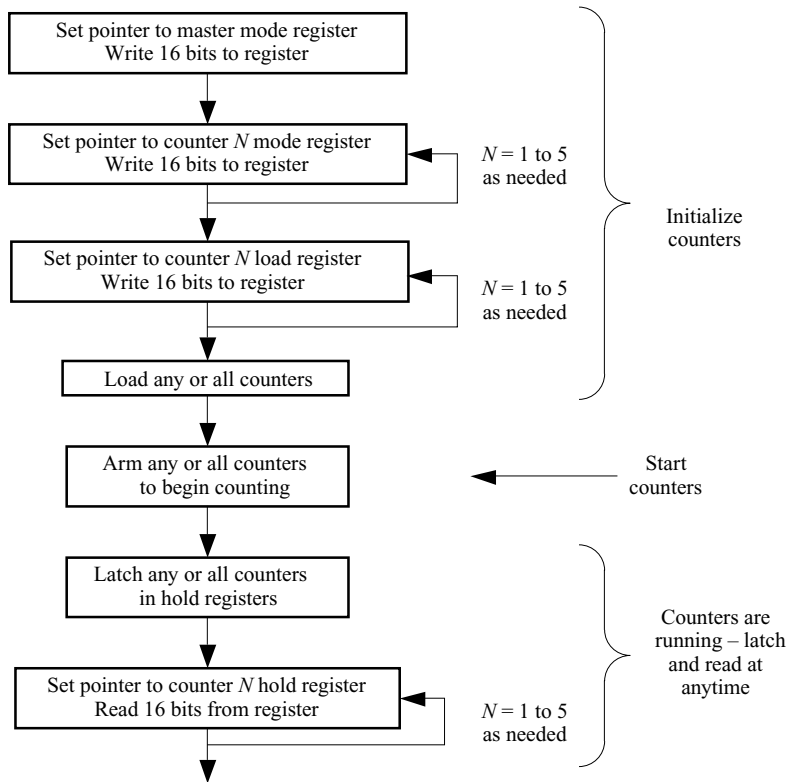 Set pointer to master mode register
Write 16 bits to register
Set pointer to counter N mode register
Write 16 bits to register
N = 1 to 5
as needed
Set pointer to counter N load register
Write 16 bits to register
N = 1 to 5
as needed
Load any or all counters
Initialize
counters
Arm any or all counters
to begin counting
Start
counters
Latch any or all counters
in hold registers
Set pointer to counter N hold register
Read 16 bits from register
N = 1 to 5
as needed
Counters are
running – latch
and read at
anytime